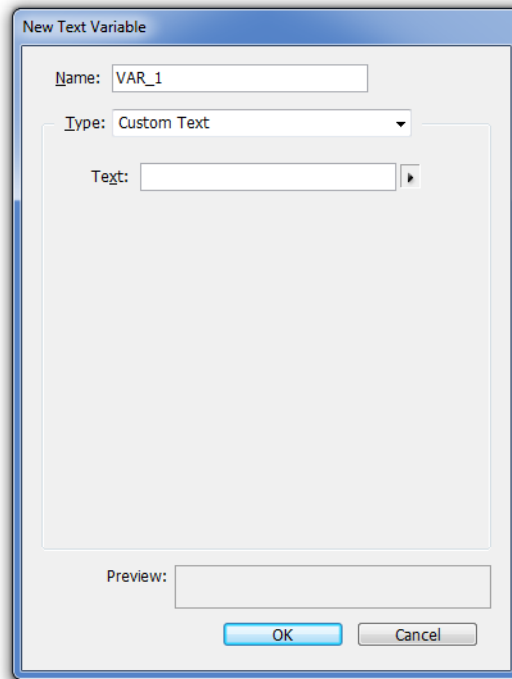 New Text Variable
Name: VAR_1
Type: Custom Text
Text:
Preview:
OK Cancel